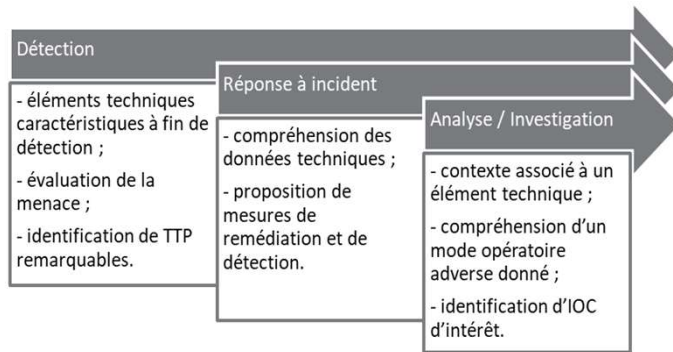 Détection
- éléments techniques
caractéristiques à fin de
détection ;
- évaluation de la
menace ;
- identification de TTP
remarquables.
Réponse à incident
- compréhension des
données techniques ;
- proposition de
mesures de
remédiation et de
détection.
Analyse / Investigation
- contexte associé à un
élément technique ;
- compréhension d'un
mode opératoire
adverse donné ;
- identification d'IOC
d'intérêt.